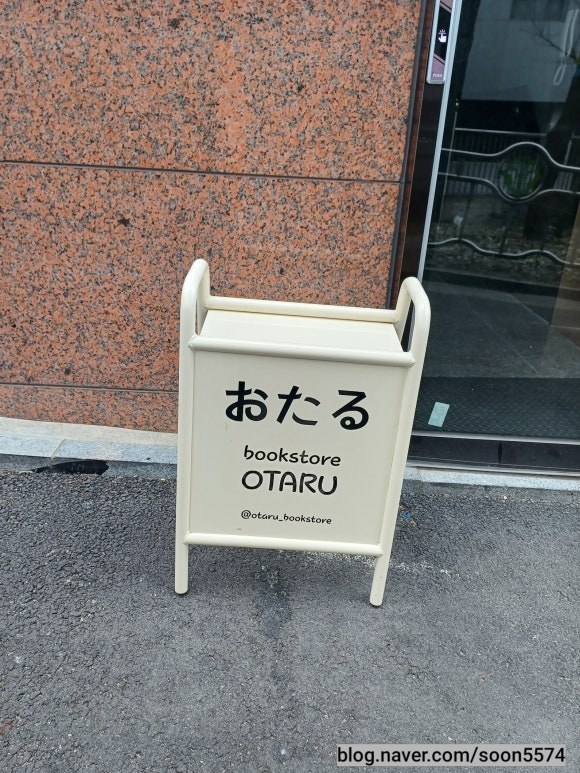 おたる
bookstore
OTARU
@otaru_bookstore
blog.naver.com/soon5574